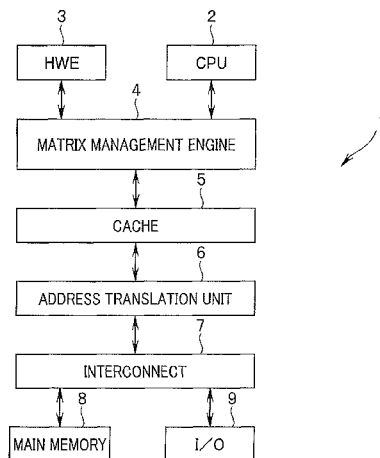 3 2
HWE CPU
4
MATRIX MANAGEMENT ENGINE
5
CACHE
6
ADDRESS TRANSLATION UNIT
7
INTERCONNECT
8 9
MAIN MEMORY I/O